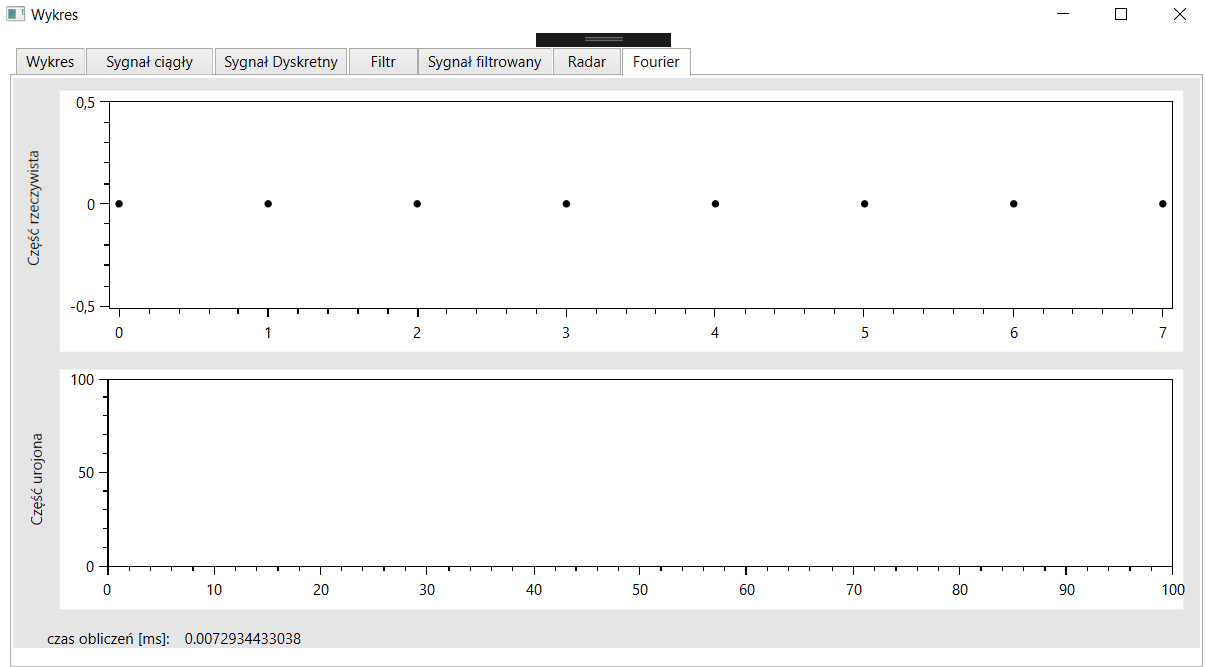 Wykres
Wykres Sygnał ciągły Sygnał Dyskretny Filtr Sygnał filtrowany Radar Fourier
Część rzeczywista
0,5
0
-0,5
0 1 2 3 4 5 6 7
Część urojona
100
50
0
0 10 20 30 40 50 60 70 80 90 100
czas obliczeń [ms]: 0.0072934433038